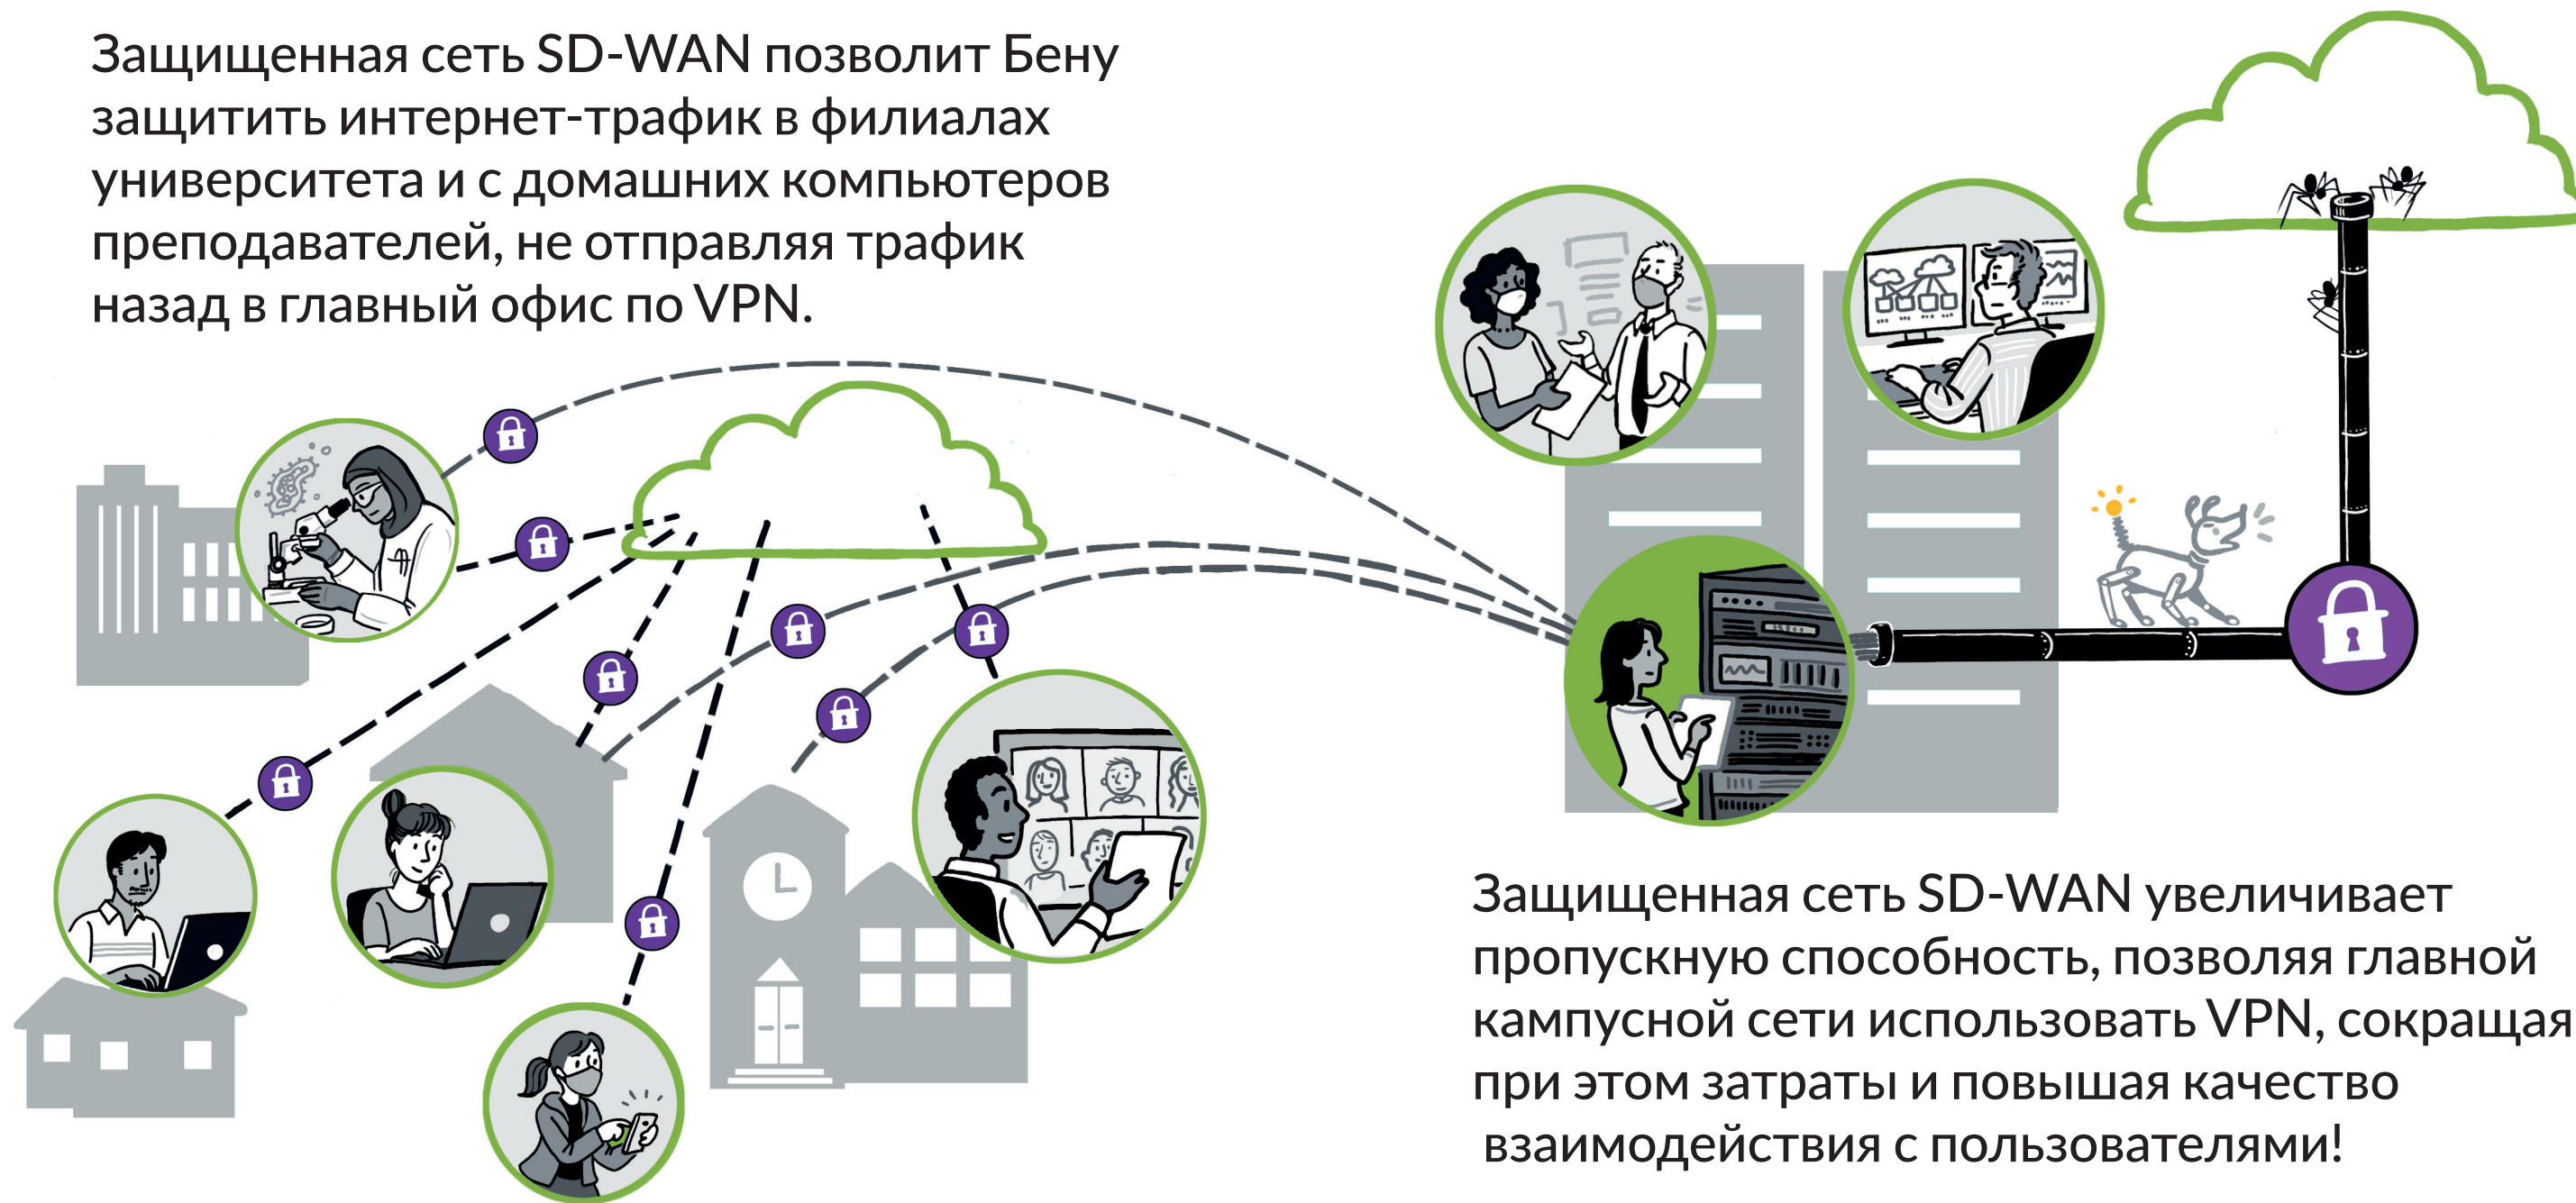 Защищенная сеть SD-WAN позволит Бену
защитить интернет-трафик в филиалах
университета и с домашних компьютеров
преподавателей, не отправляя трафик
назад в главный офис по VPN.
Защищенная сеть SD-WAN увеличивает
пропускную способность, позволяя главной
кампусной сети использовать VPN, сокращая
при этом затраты и повышая качество
взаимодействия с пользователями!